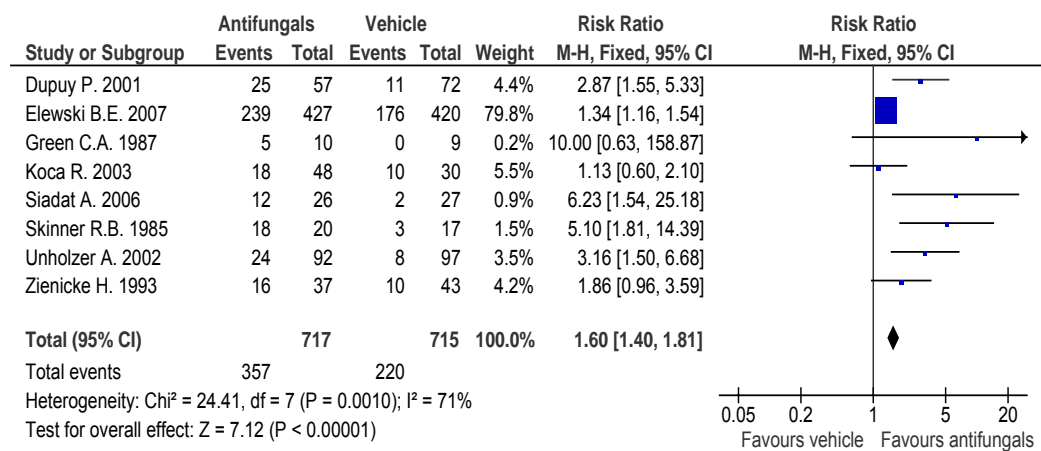 Antifungals Vehicle Risk Ratio Risk Ratio
Study or Subgroup Events Total Events Total Weight M-H, Fixed, 95% CI M-H, Fixed, 95% CI
Dupuy P. 2001 25 57 11 72 4.4% 2.87 [1.55, 5.33]
Elewski B.E. 2007 239 427 176 420 79.8% 1.34 [1.16, 1.54]
Green C.A. 1987 5 10 0 9 0.2% 10.00 [0.63, 158.87]
Koca R. 2003 18 48 10 30 5.5% 1.13 [0.60, 2.10]
Siadat A. 2006 12 26 2 27 0.9% 6.23 [1.54, 25.18]
Skinner R.B. 1985 18 20 3 17 1.5% 5.10 [1.81, 14.39]
Unholzer A. 2002 24 92 8 97 3.5% 3.16 [1.50, 6.68]
Zienicke H. 1993 16 37 10 43 4.2% 1.86 [0.96, 3.59]
Total (95% CI) 717 715 100.0% 1.60 [1.40, 1.81]
Total events 357 220
Heterogeneity: Chi² = 24.41, df = 7 (P = 0.0010); I² = 71%
Test for overall effect: Z = 7.12 (P < 0.00001)
0.05 0.2 1 5 20
Favours vehicle Favours antifungals